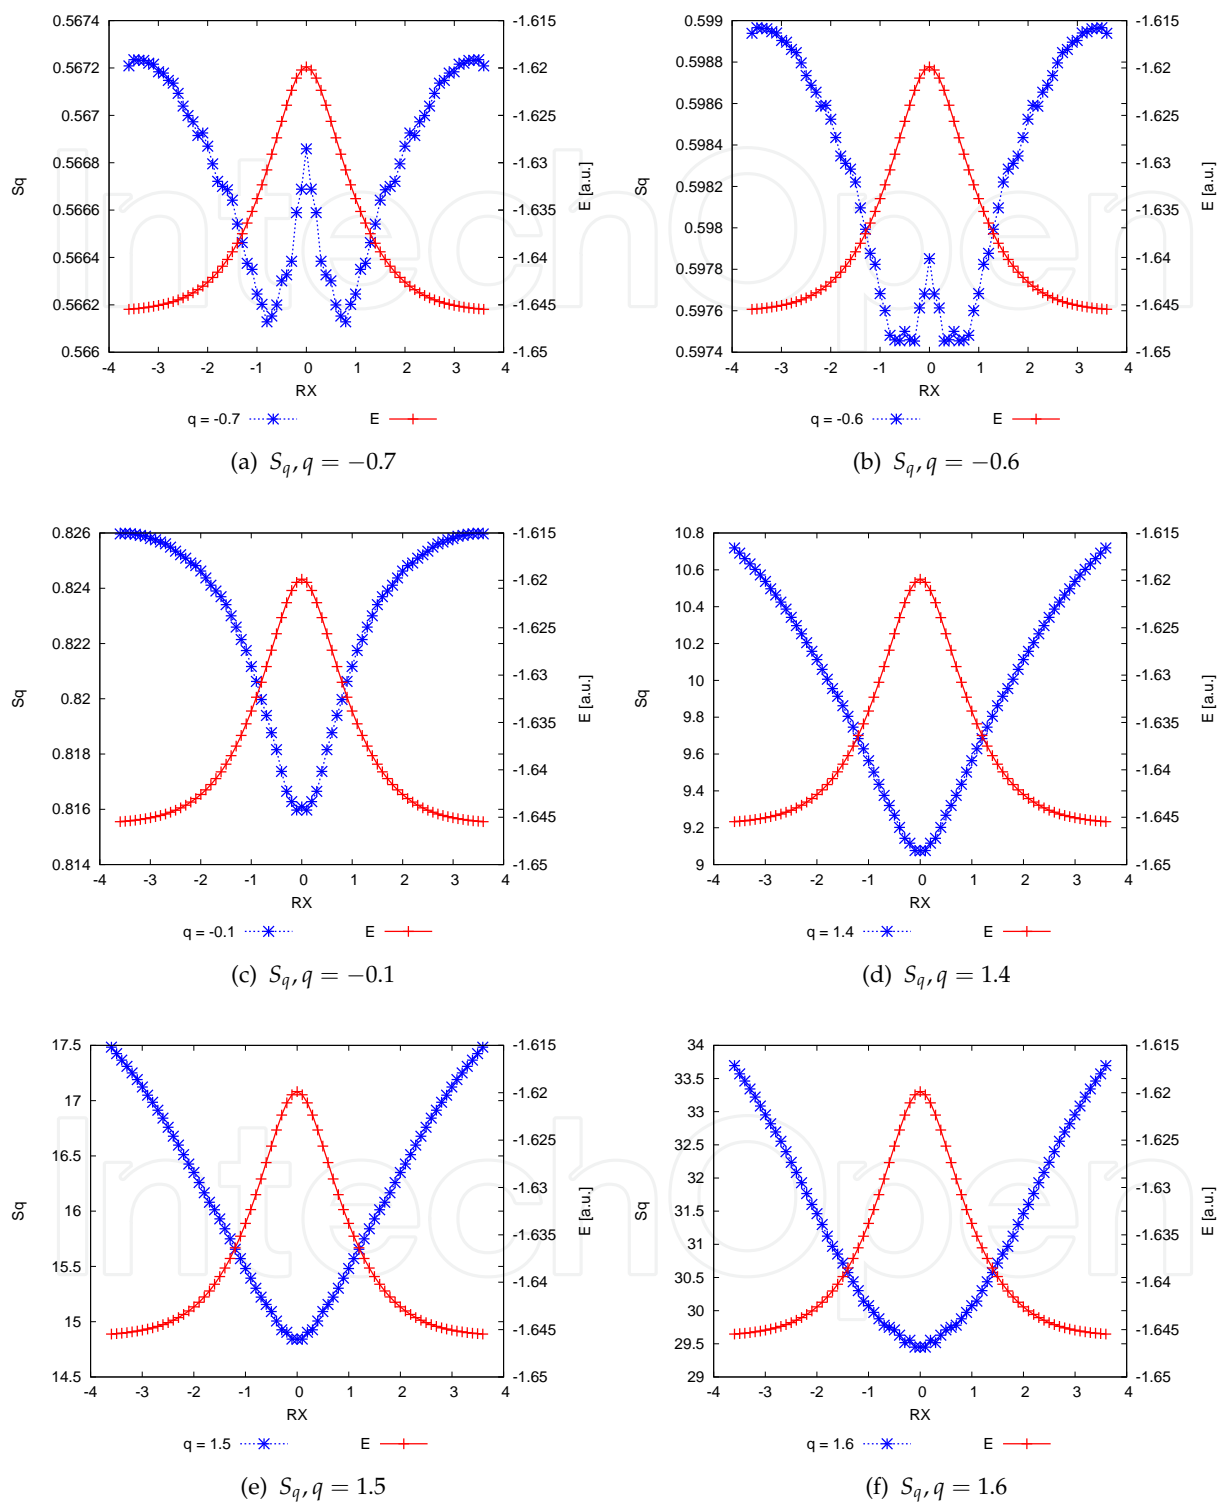 0.5674
0.5672
0.567
0.5668
0.5666
0.5664
0.5662
0.566
Sq
-1.615
-1.62
-1.625
-1.63
-1.635
-1.64
-1.645
-1.65
E [a.u.]
-4 -3 -2 -1 0 1 2 3 4
RX
q = -0.7 E
(a) Sq, q = −0.7
0.599
0.5988
0.5986
0.5984
0.5982
0.598
0.5978
0.5976
0.5974
Sq
-1.615
-1.62
-1.625
-1.63
-1.635
-1.64
-1.645
-1.65
E [a.u.]
-4 -3 -2 -1 0 1 2 3 4
RX
q = -0.6 E
(b) Sq, q = −0.6
0.826
0.824
0.822
0.82
0.818
0.816
0.814
Sq
-1.615
-1.62
-1.625
-1.63
-1.635
-1.64
-1.645
-1.65
E [a.u.]
-4 -3 -2 -1 0 1 2 3 4
RX
q = -0.1 E
(c) Sq, q = −0.1
10.8
10.6
10.4
10.2
10
9.8
9.6
9.4
9.2
9
Sq
-1.615
-1.62
-1.625
-1.63
-1.635
-1.64
-1.645
-1.65
E [a.u.]
-4 -3 -2 -1 0 1 2 3 4
RX
q = 1.4 E
(d) Sq, q = 1.4
17.5
17
16.5
16
15.5
15
14.5
Sq
-1.615
-1.62
-1.625
-1.63
-1.635
-1.64
-1.645
-1.65
E [a.u.]
-4 -3 -2 -1 0 1 2 3 4
RX
q = 1.5 E
(e) Sq, q = 1.5
34
33.5
33
32.5
32
31.5
31
30.5
30
29.5
29
Sq
-1.615
-1.62
-1.625
-1.63
-1.635
-1.64
-1.645
-1.65
E [a.u.]
-4 -3 -2 -1 0 1 2 3 4
RX
q = 1.6 E
(f) Sq, q = 1.6
IntechOpen
IntechOpen